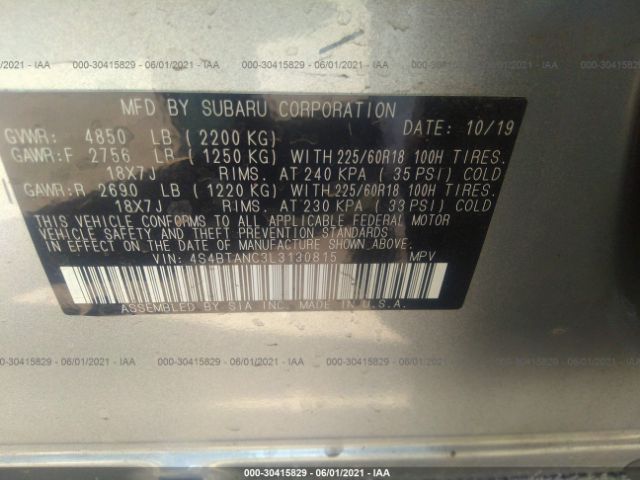 06/01/2021 - IAA 000-30415829 - 06/01/2021 - IAA 000-30415829 - 06/01/2021 - IAA
MFD BY SUBARU CORPORATION
GVWR: 4850 LB (2200 KG) DATE: 10/19
GAWR:F 2756 LB (1250 KG) WITH 225/60R18 100H TIRES.
18X7J RIMS. AT 240 KPA (35 PSI) COLD
GAWR:R 2690 LB (1220 KG) WITH 225/60R18 100H TIRES.
18X7J RIMS. AT 230 KPA (33 PSI) COLD
THIS VEHICLE CONFORMS TO ALL APPLICABLE FEDERAL MOTOR
VEHICLE SAFETY, BUMPER, AND THEFT PREVENTION STANDARDS
IN EFFECT ON THE DATE OF MANUFACTURE SHOWN ABOVE.
VIN: 4S4BTANC3L3130815 MPV
ASSEMBLED BY SIA INC. MADE IN U.S.A.
06/01/2021 - IAA 000-30415829 - 06/01/2021 - IAA 000-30415829 - 06/01/2021 - IAA
000-30415829 - 06/01/2021 - IAA